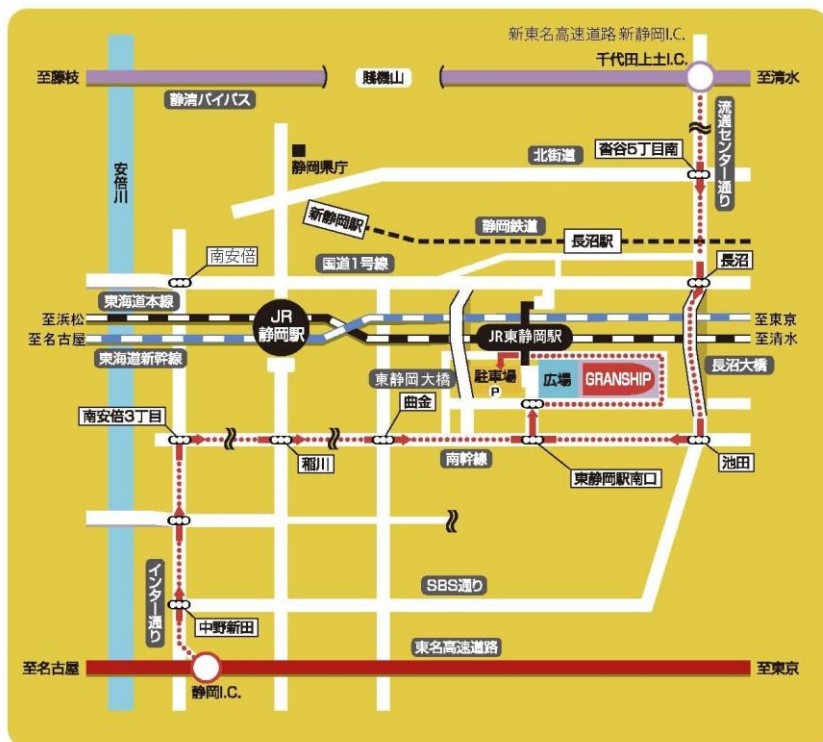 新東名高速道路 新静岡I.C.
千代田上土I.C.
至藤枝
賤機山
至清水
静清バイパス
流通センター通り
安倍川
静岡県庁
北街道
沓谷5丁目南
新静岡駅
静岡鉄道
長沼駅
南安倍
国道1号線
長沼
東海道本線
至浜松
JR
静岡駅
至東京
至名古屋
JR東静岡駅
至清水
東海道新幹線
東静岡大橋
駐車場
P
広場
GRANSHIP
長沼大橋
南安倍3丁目
曲金
稲川
南幹線
東静岡駅南口
池田
インター通り
SBS通り
中野新田
東名高速道路
至名古屋
至東京
静岡I.C.